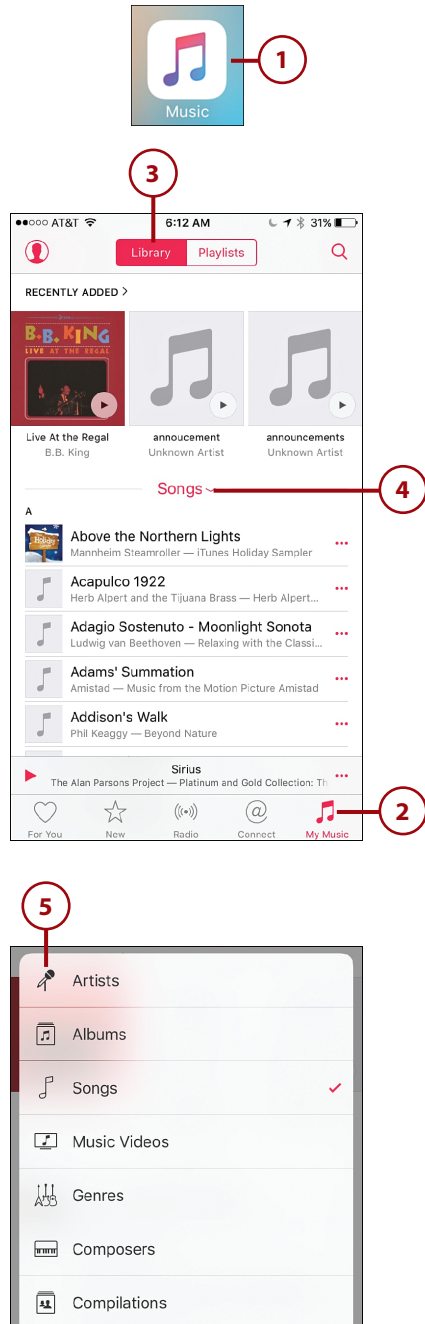 Music
1
3
AT&T 6:12 AM 31%
Library Playlists
RECENTLY ADDED >
B.B. KING
LIVE AT THE REGAL
Live At the Regal annoucement announcements
B.B. King Unknown Artist Unknown Artist
Songs
4
A
Above the Northern Lights
Mannheim Steamroller — iTunes Holiday Sampler
Acapulco 1922
Herb Alpert and the Tijuana Brass — Herb Alpert...
Adagio Sostenuto - Moonlight Sonota
Ludwig van Beethoven — Relaxing with the Classi...
Adams' Summation
Amistad — Music from the Motion Picture Amistad
Addison's Walk
Phil Keaggy — Beyond Nature
Sirius
The Alan Parsons Project — Platinum and Gold Collection: Th
For You New Radio Connect My Music
2
5
Artists
Albums
Songs
Music Videos
Genres
Composers
Compilations